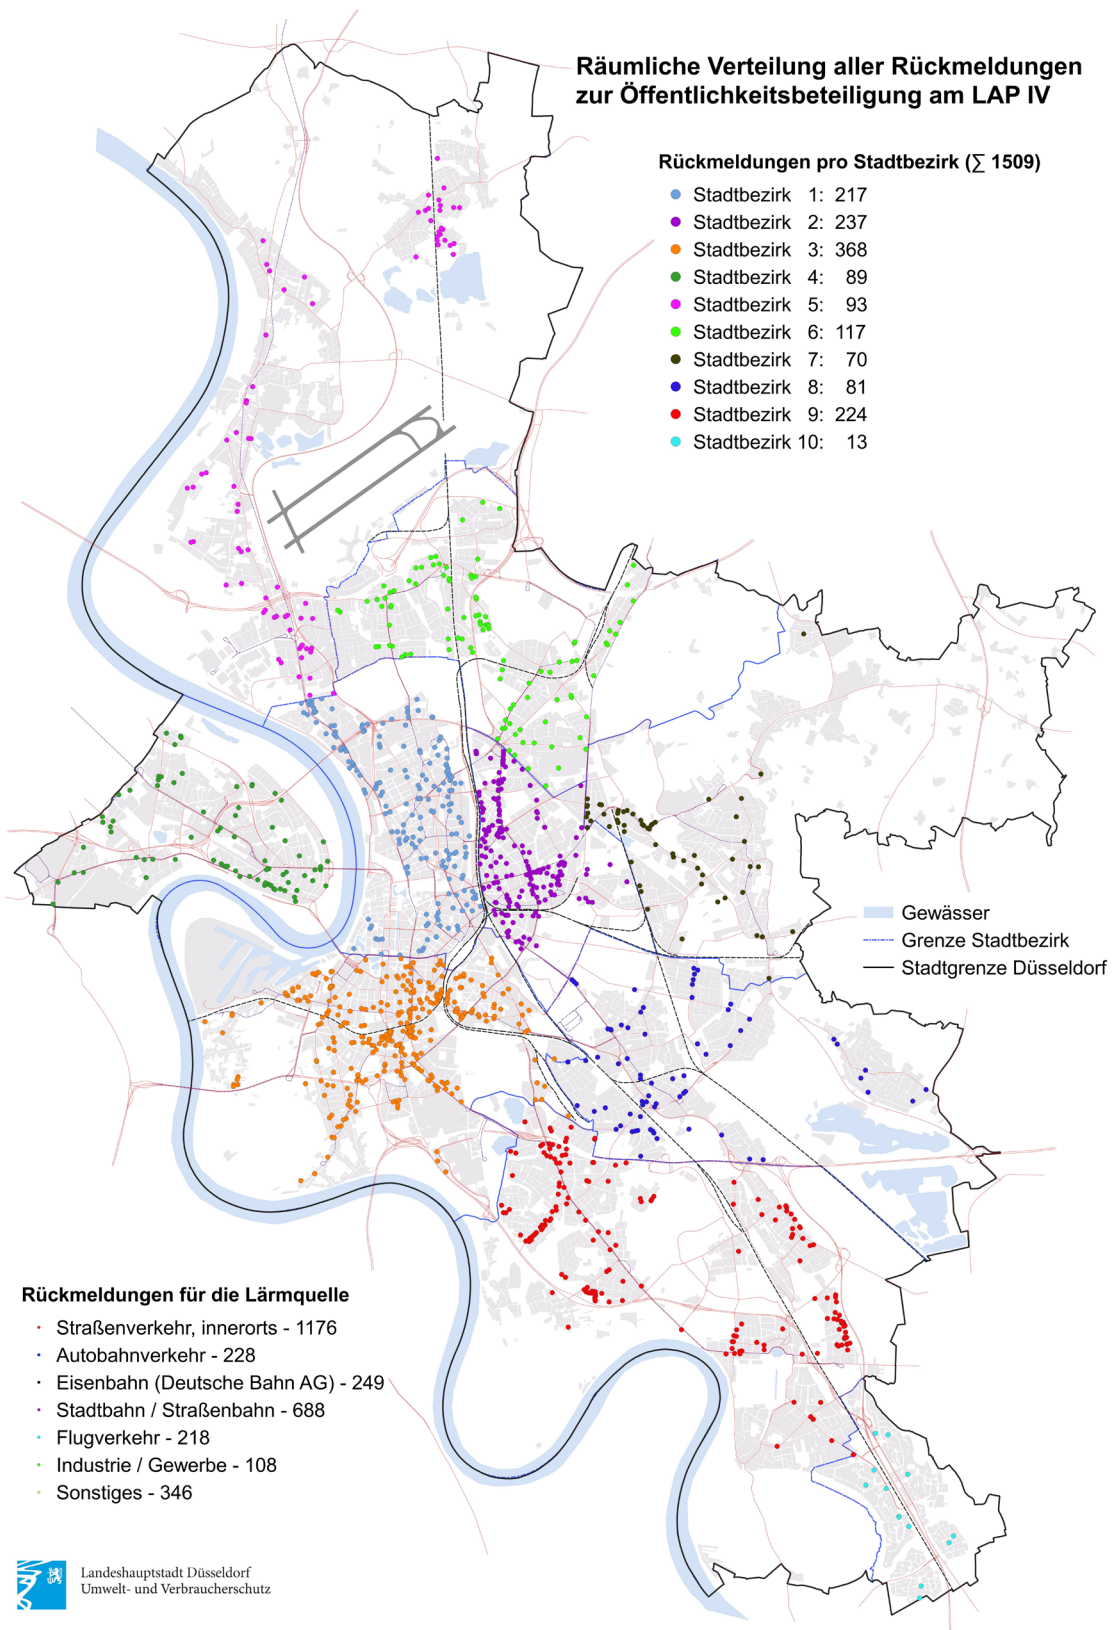 Räumliche Verteilung aller Rückmeldungen
zur Öffentlichkeitsbeteiligung am LAP IV
Rückmeldungen pro Stadtbezirk (∑ 1509)
Stadtbezirk 1: 217
Stadtbezirk 2: 237
Stadtbezirk 3: 368
Stadtbezirk 4: 89
Stadtbezirk 5: 93
Stadtbezirk 6: 117
Stadtbezirk 7: 70
Stadtbezirk 8: 81
Stadtbezirk 9: 224
Stadtbezirk 10: 13
Gewässer
Grenze Stadtbezirk
Stadtgrenze Düsseldorf
Rückmeldungen für die Lärmquelle
Straßenverkehr, innerorts - 1176
Autobahnverkehr - 228
Eisenbahn (Deutsche Bahn AG) - 249
Stadtbahn / Straßenbahn - 688
Flugverkehr - 218
Industrie / Gewerbe - 108
Sonstiges - 346
Landeshauptstadt Düsseldorf
Umwelt- und Verbraucherschutz